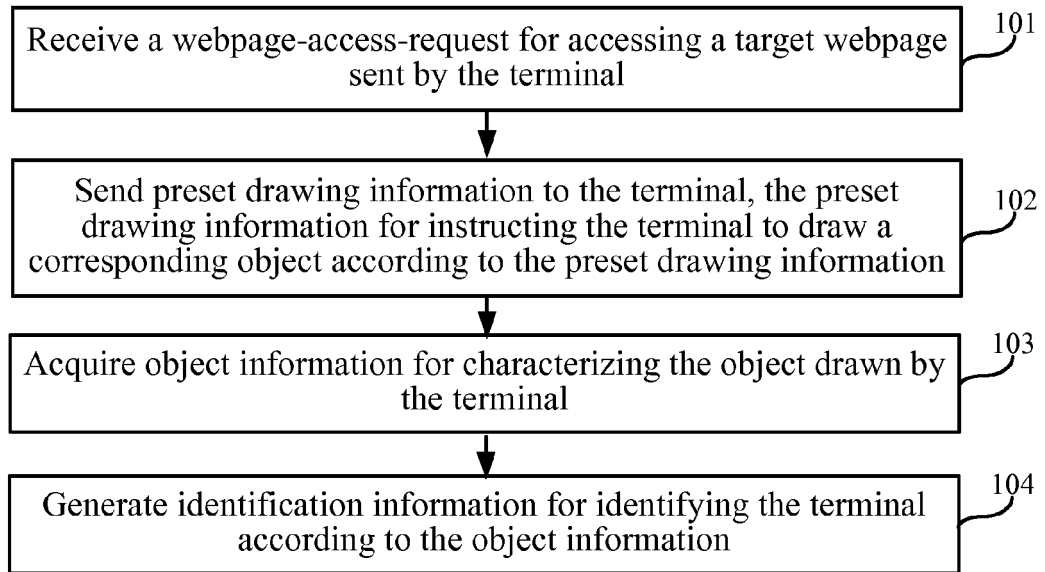 Receive a webpage-access-request for accessing a target webpage
sent by the terminal
101
Send preset drawing information to the terminal, the preset
drawing information for instructing the terminal to draw a
corresponding object according to the preset drawing information
102
Acquire object information for characterizing the object drawn by
the terminal
103
Generate identification information for identifying the terminal
according to the object information
104